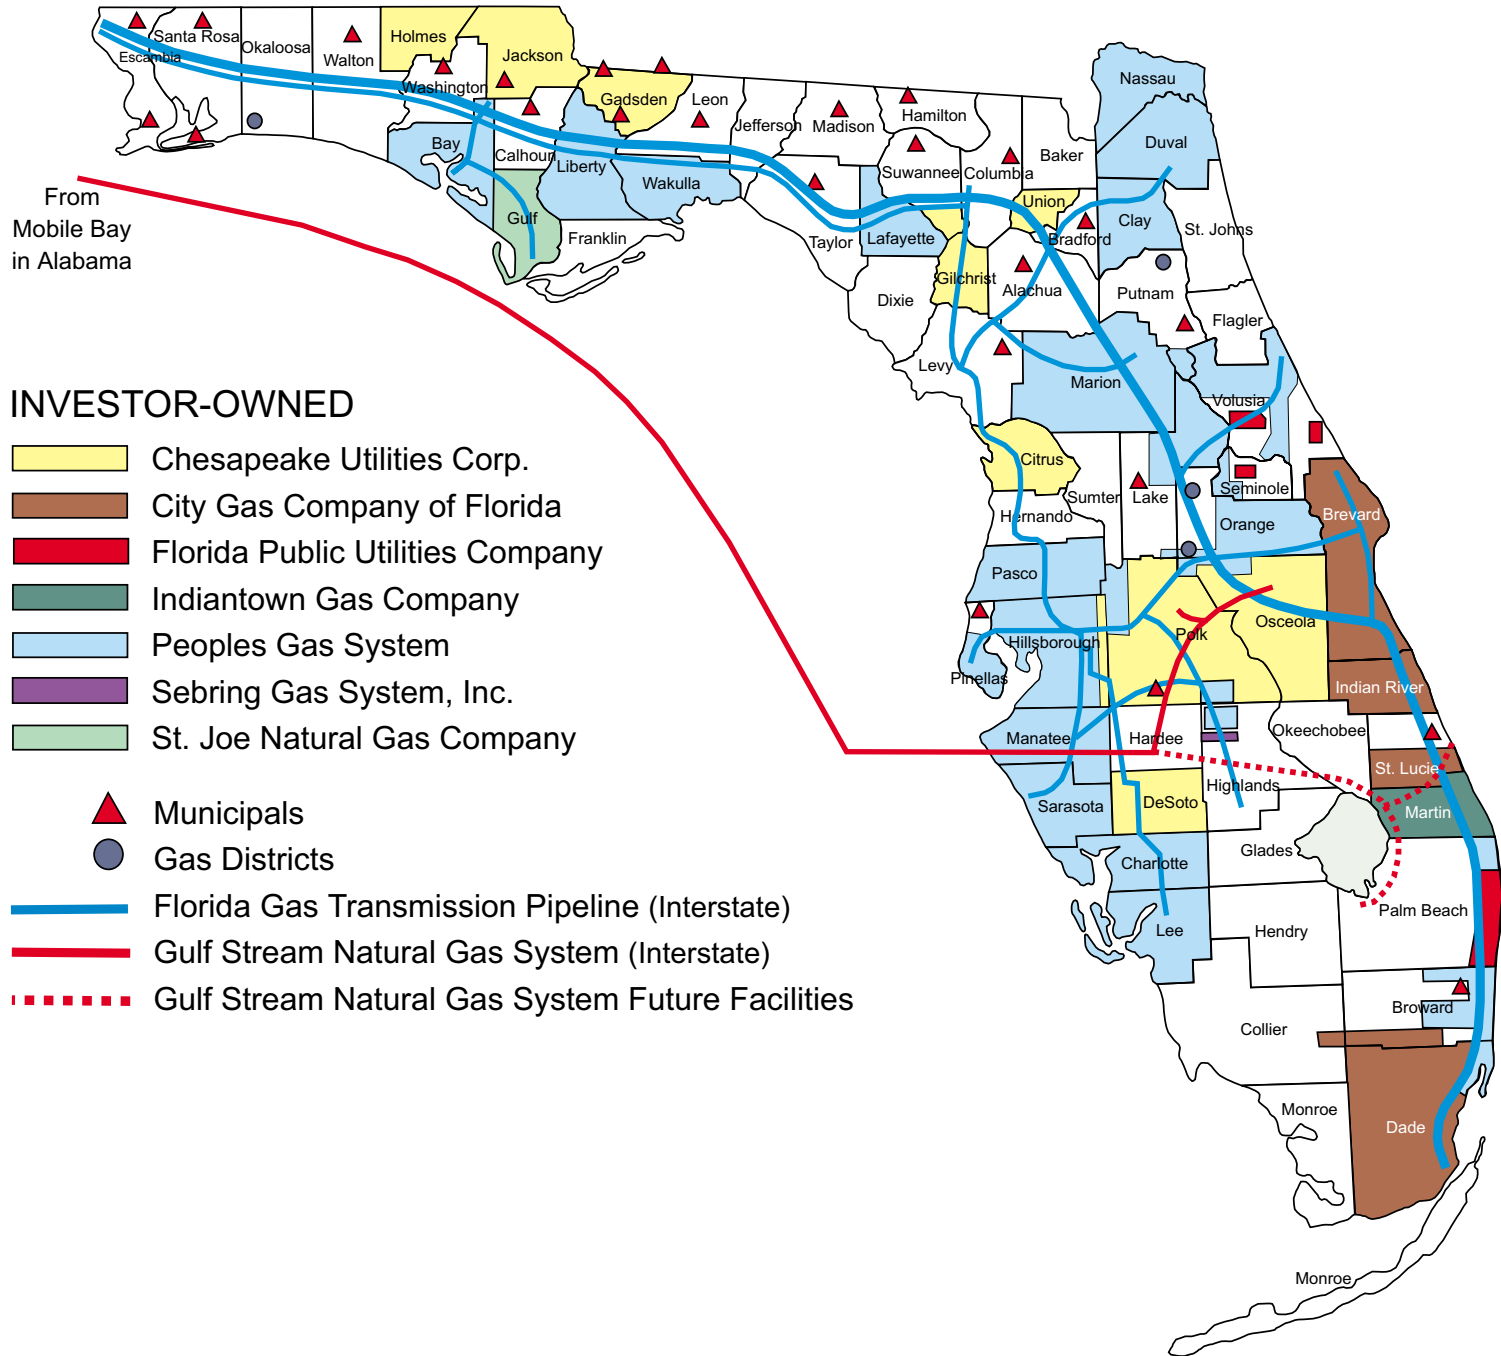 Santa Rosa
Escambia
Okaloosa
Walton
Holmes
Washington
Jackson
Gadsden
Leon
Jefferson
Madison
Hamilton
Bay
Calhoun
Liberty
Wakulla
Gulf
Franklin
Taylor
Lafayette
Suwannee
Columbia
Baker
Nassau
Duval
Union
Bradford
Clay
St. Johns
Gilchrist
Dixie
Alachua
Putnam
Flagler
Levy
Marion
Volusia
Citrus
Sumter
Lake
Seminole
Hernando
Orange
Brevard
Pasco
Hillsborough
Polk
Osceola
Pinellas
Indian River
Manatee
Hardee
Okeechobee
St. Lucie
Sarasota
DeSoto
Highlands
Martin
Charlotte
Glades
Lee
Hendry
Palm Beach
Collier
Broward
Monroe
Dade
Monroe
From
Mobile Bay
in Alabama
INVESTOR-OWNED
Chesapeake Utilities Corp.
City Gas Company of Florida
Florida Public Utilities Company
Indiantown Gas Company
Peoples Gas System
Sebring Gas System, Inc.
St. Joe Natural Gas Company
Municipals
Gas Districts
Florida Gas Transmission Pipeline (Interstate)
Gulf Stream Natural Gas System (Interstate)
Gulf Stream Natural Gas System Future Facilities